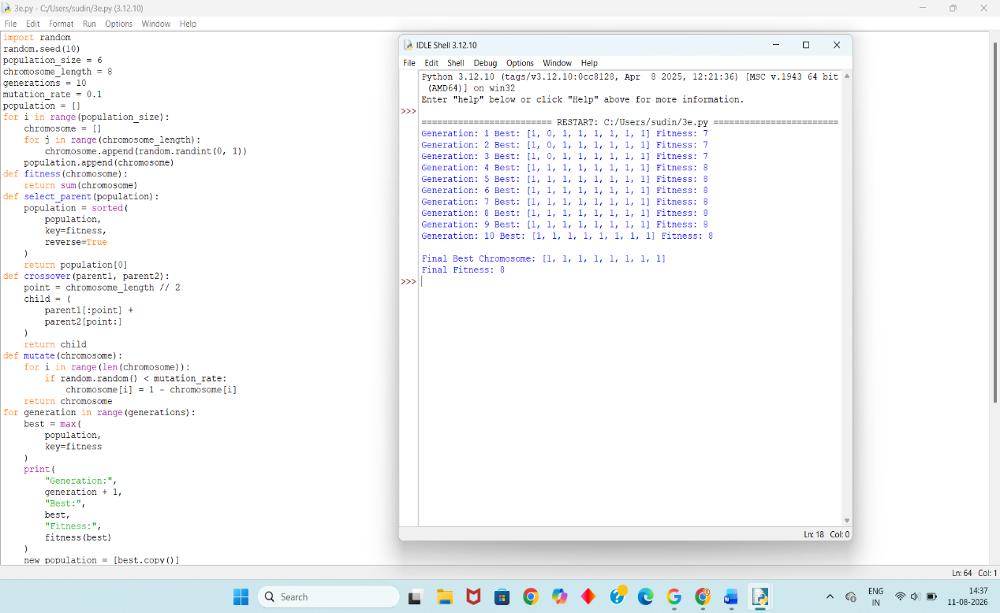 3e.py - C:/Users/sudin/3e.py (3.12.10)
File Edit Format Run Options Window Help
import random
random.seed(10)
population_size = 6
chromosome_length = 8
generations = 10
mutation_rate = 0.1
population = []
for i in range(population_size):
    chromosome = []
    for j in range(chromosome_length):
        chromosome.append(random.randint(0, 1))
    population.append(chromosome)
def fitness(chromosome):
    return sum(chromosome)
def select_parent(population):
    population = sorted(
        population,
        key=fitness,
        reverse=True
    )
    return population[0]
def crossover(parent1, parent2):
    point = chromosome_length // 2
    child = (
        parent1[:point] +
        parent2[point:]
    )
    return child
def mutate(chromosome):
    for i in range(len(chromosome)):
        if random.random() < mutation_rate:
            chromosome[i] = 1 - chromosome[i]
    return chromosome
for generation in range(generations):
    best = max(
        population,
        key=fitness
    )
    print(
        "Generation:",
        generation + 1,
        "Best:",
        best,
        "Fitness:",
        fitness(best)
    )
    new_population = [best.copy()]
Ln: 64 Col: 1
IDLE Shell 3.12.10
File Edit Shell Debug Options Window Help
Python 3.12.10 (tags/v3.12.10:0cc8128, Apr  8 2025, 12:21:36) [MSC v.1943 64 bit
 (AMD64)] on win32
Enter "help" below or click "Help" above for more information.
>>>
========================= RESTART: C:/Users/sudin/3e.py ========================
Generation: 1 Best: [1, 0, 1, 1, 1, 1, 1, 1] Fitness: 7
Generation: 2 Best: [1, 0, 1, 1, 1, 1, 1, 1] Fitness: 7
Generation: 3 Best: [1, 0, 1, 1, 1, 1, 1, 1] Fitness: 7
Generation: 4 Best: [1, 1, 1, 1, 1, 1, 1, 1] Fitness: 8
Generation: 5 Best: [1, 1, 1, 1, 1, 1, 1, 1] Fitness: 8
Generation: 6 Best: [1, 1, 1, 1, 1, 1, 1, 1] Fitness: 8
Generation: 7 Best: [1, 1, 1, 1, 1, 1, 1, 1] Fitness: 8
Generation: 8 Best: [1, 1, 1, 1, 1, 1, 1, 1] Fitness: 8
Generation: 9 Best: [1, 1, 1, 1, 1, 1, 1, 1] Fitness: 8
Generation: 10 Best: [1, 1, 1, 1, 1, 1, 1, 1] Fitness: 8
Final Best Chromosome: [1, 1, 1, 1, 1, 1, 1, 1]
Final Fitness: 8
>>>
Ln: 18 Col: 0
Search
ENG
IN
14:37
11-08-2026